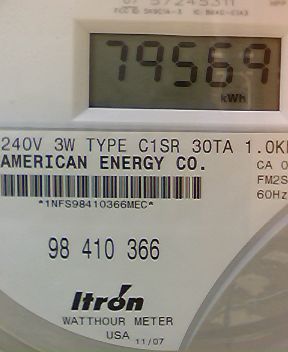 79569
kWh
240V 3W TYPE C1SR 30TA 1.0K
AMERICAN ENERGY CO.
CA 0
FM2S
60Hz
*1NFS98410366MEC*
98 410 366
Itron
WATTHOUR METER
USA 11/07